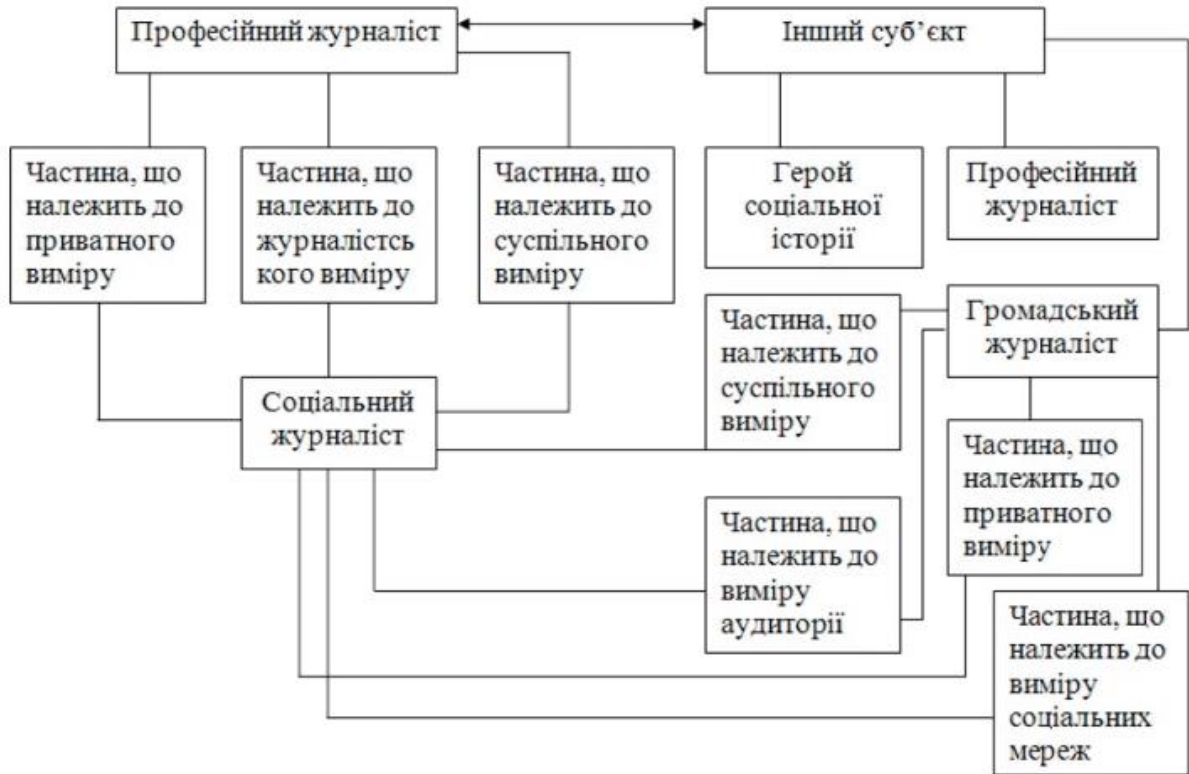 Професійний журналіст
Інший суб’єкт
Частина, що
належить до
приватного
виміру
Частина, що
належить до
журналістсь
кого виміру
Частина, що
належить до
суспільного
виміру
Герой
соціальної
історії
Професійний
журналіст
Частина, що
належить до
суспільного
виміру
Громадський
журналіст
Соціальний
журналіст
Частина, що
належить до
приватного
виміру
Частина, що
належить до
виміру
аудиторії
Частина, що
належить до
виміру
соціальних
мереж